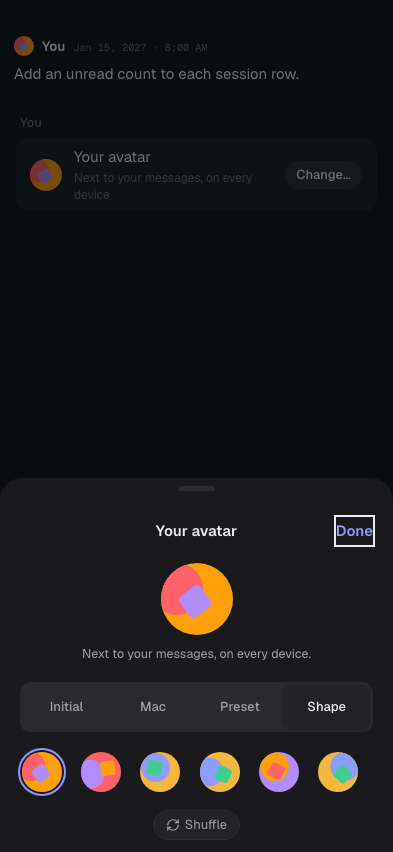 You Jan 15, 2027 · 8:00 AM
Add an unread count to each session row.
You
Your avatar
Next to your messages, on every
device
Change…
Your avatar
Done
Next to your messages, on every device.
Initial
Mac
Preset
Shape
Shuffle